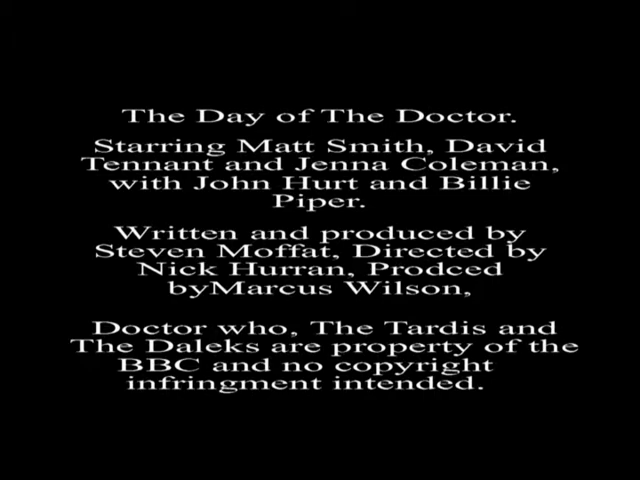 The Day of The Doctor.
Starring Matt Smith, David
Tennant and Jenna Coleman,
with John Hurt and Billie
Piper.
Written and produced by
Steven Moffat, Directed by
Nick Hurran, Prodced
byMarcus Wilson,
Doctor who, The Tardis and
The Daleks are property of the
BBC and no copyright
infringment intended.